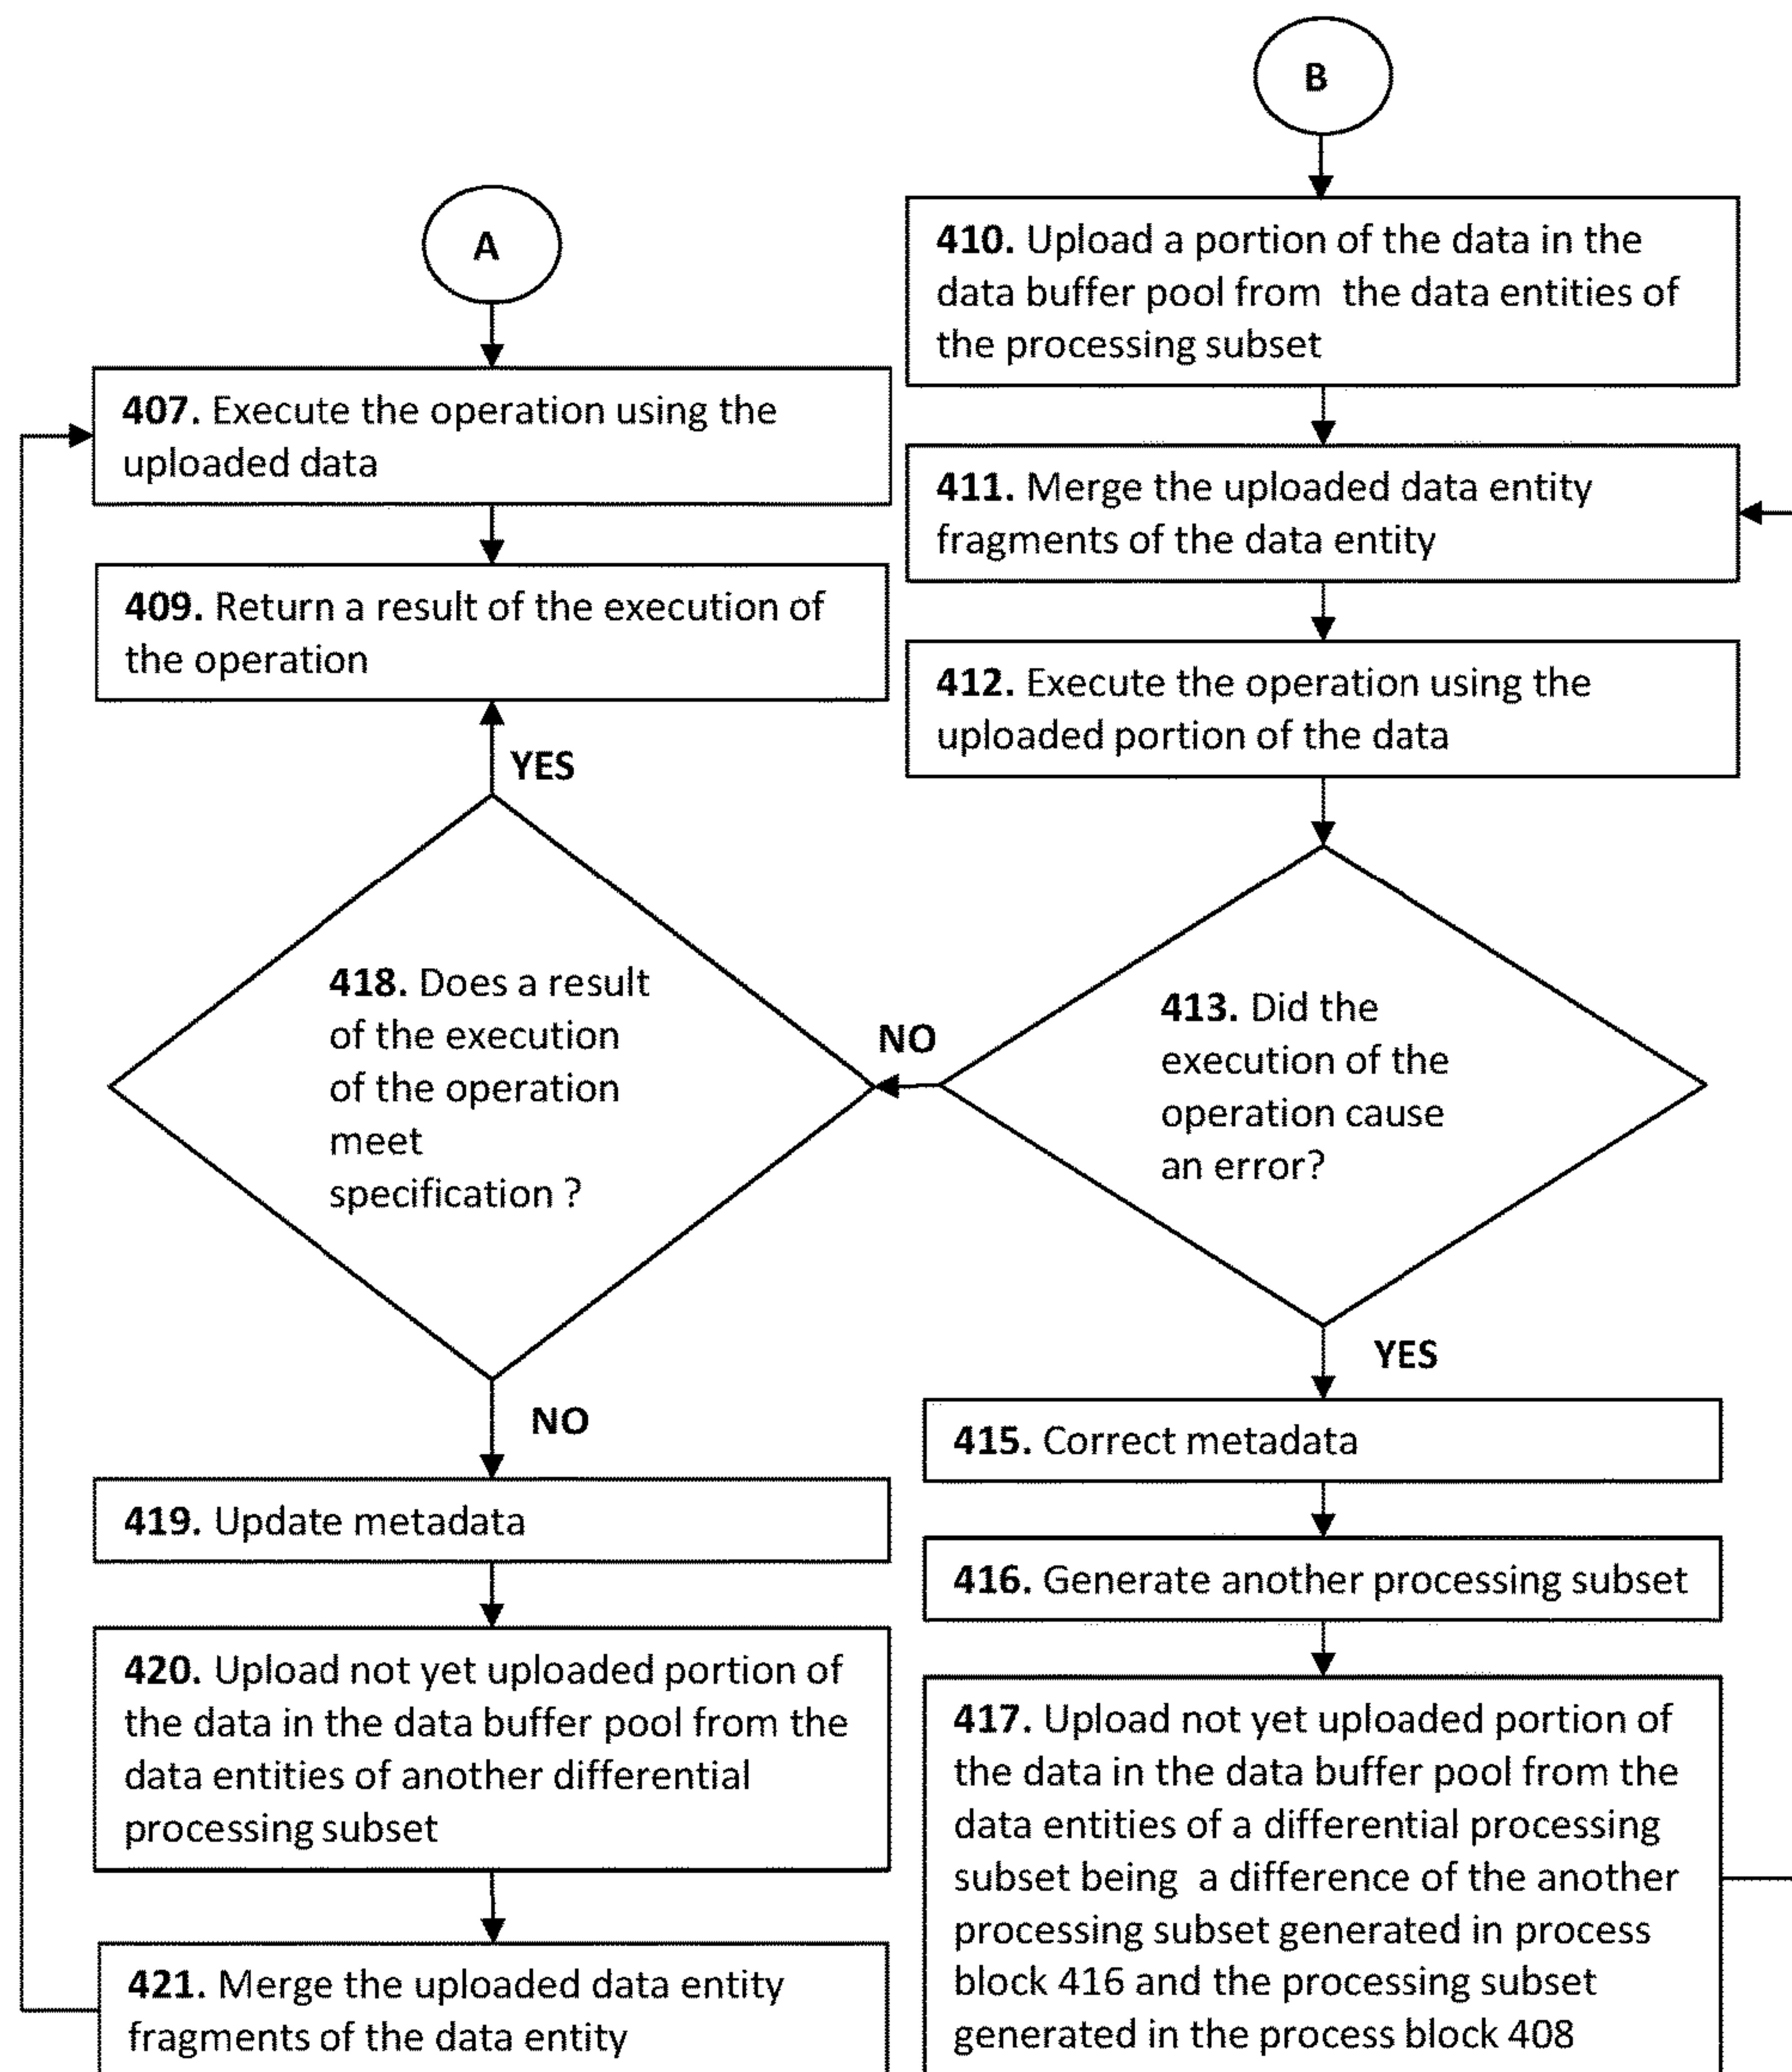 A
407. Execute the operation using the
uploaded data
409. Return a result of the execution of
the operation
YES
418. Does a result
of the execution
of the operation
meet
specification ?
NO
419. Update metadata
420. Upload not yet uploaded portion of
the data in the data buffer pool from the
data entities of another differential
processing subset
421. Merge the uploaded data entity
fragments of the data entity
B
410. Upload a portion of the data in the
data buffer pool from the data entities of
the processing subset
411. Merge the uploaded data entity
fragments of the data entity
412. Execute the operation using the
uploaded portion of the data
413. Did the
execution of the
operation cause
an error?
NO
YES
415. Correct metadata
416. Generate another processing subset
417. Upload not yet uploaded portion of
the data in the data buffer pool from the
data entities of a differential processing
subset being a difference of the another
processing subset generated in process
block 416 and the processing subset
generated in the process block 408